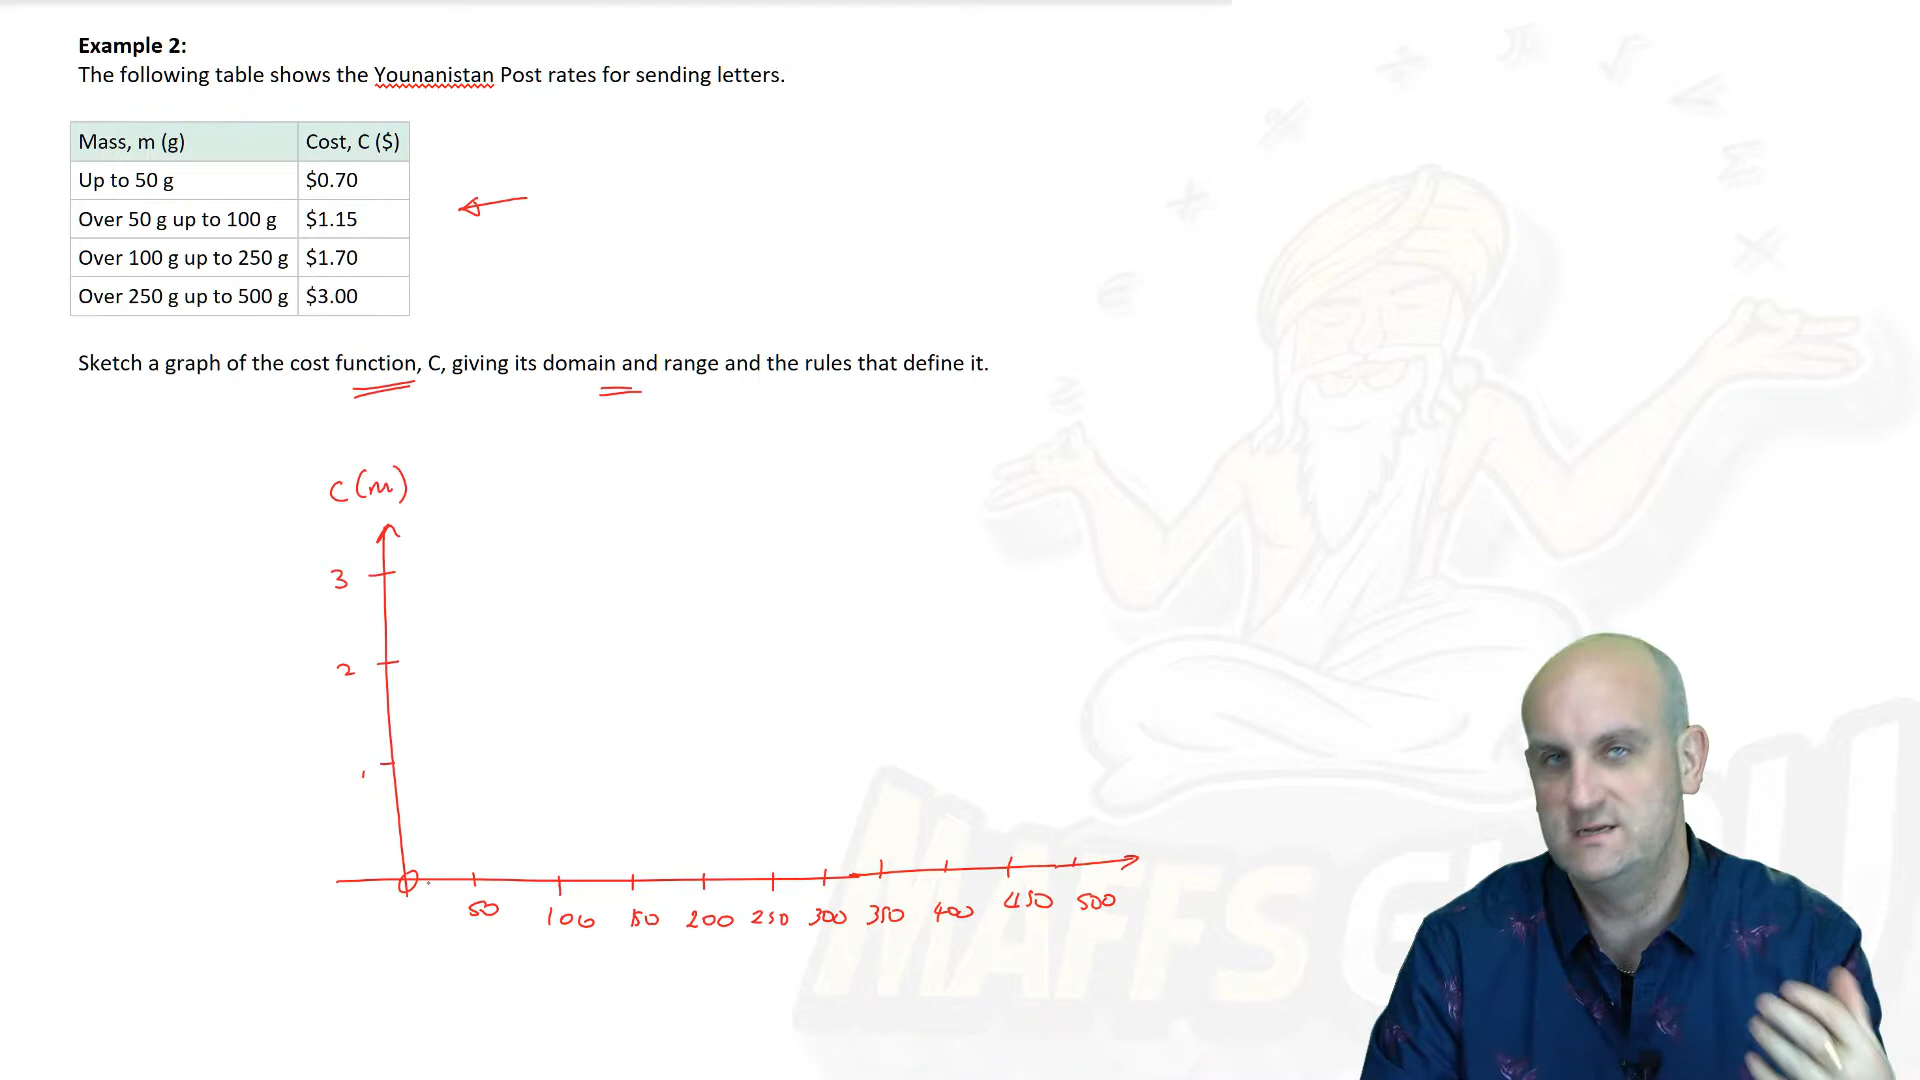 Example 2:
The following table shows the Younanistan Post rates for sending letters.
Mass, m (g) Cost, C ($)
Up to 50 g $0.70
Over 50 g up to 100 g $1.15
Over 100 g up to 250 g $1.70
Over 250 g up to 500 g $3.00
Sketch a graph of the cost function, C, giving its domain and range and the rules that define it.
C (m)
3
2
1
0
50 100 150 200 250 300 350 400 450 500
MAFFS